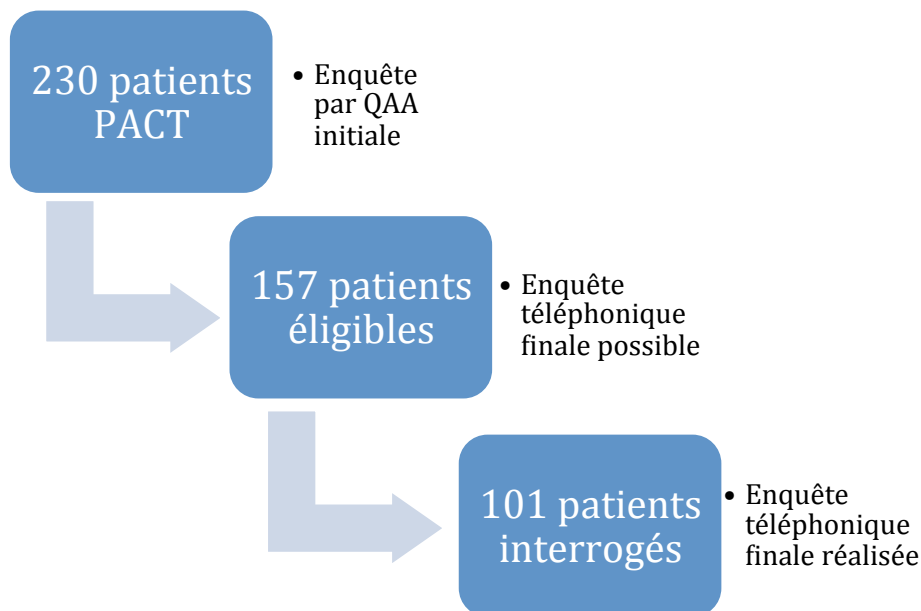 230 patients
PACT
• Enquête
par QAA
initiale
157 patients
éligibles
• Enquête
téléphonique
finale possible
101 patients
interrogés
• Enquête
téléphonique
finale réalisée